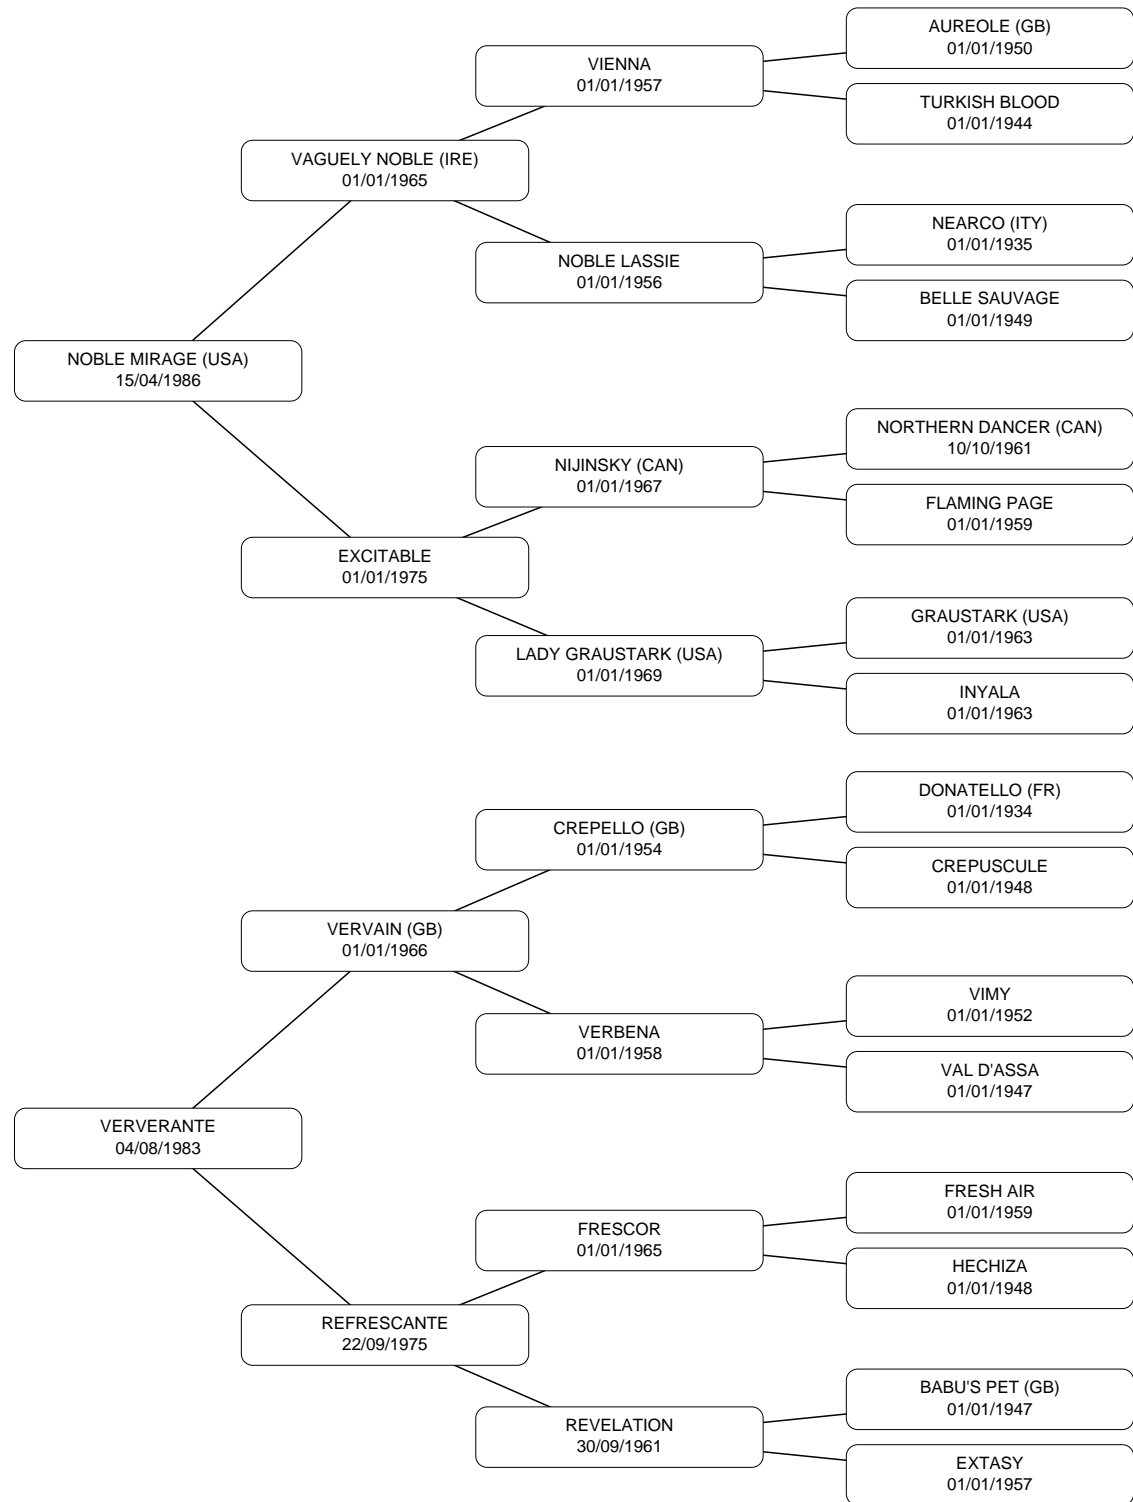 AUREOLE (GB)
01/01/1950
VIENNA
01/01/1957
TURKISH BLOOD
01/01/1944
VAGUELY NOBLE (IRE)
01/01/1965
NEARCO (ITY)
01/01/1935
NOBLE LASSIE
01/01/1956
BELLE SAUVAGE
01/01/1949
NOBLE MIRAGE (USA)
15/04/1986
NORTHERN DANCER (CAN)
10/10/1961
NIJINSKY (CAN)
01/01/1967
FLAMING PAGE
01/01/1959
EXCITABLE
01/01/1975
GRAUSTARK (USA)
01/01/1963
LADY GRAUSTARK (USA)
01/01/1969
INYALA
01/01/1963
DONATELLO (FR)
01/01/1934
CREPELLO (GB)
01/01/1954
CREPUSCULE
01/01/1948
VERVAIN (GB)
01/01/1966
VIMY
01/01/1952
VERBENA
01/01/1958
VAL D'ASSA
01/01/1947
VERVERANTE
04/08/1983
FRESH AIR
01/01/1959
FRESCOR
01/01/1965
HECHIZA
01/01/1948
REFRESCANTE
22/09/1975
BABU'S PET (GB)
01/01/1947
REVELATION
30/09/1961
EXTASY
01/01/1957